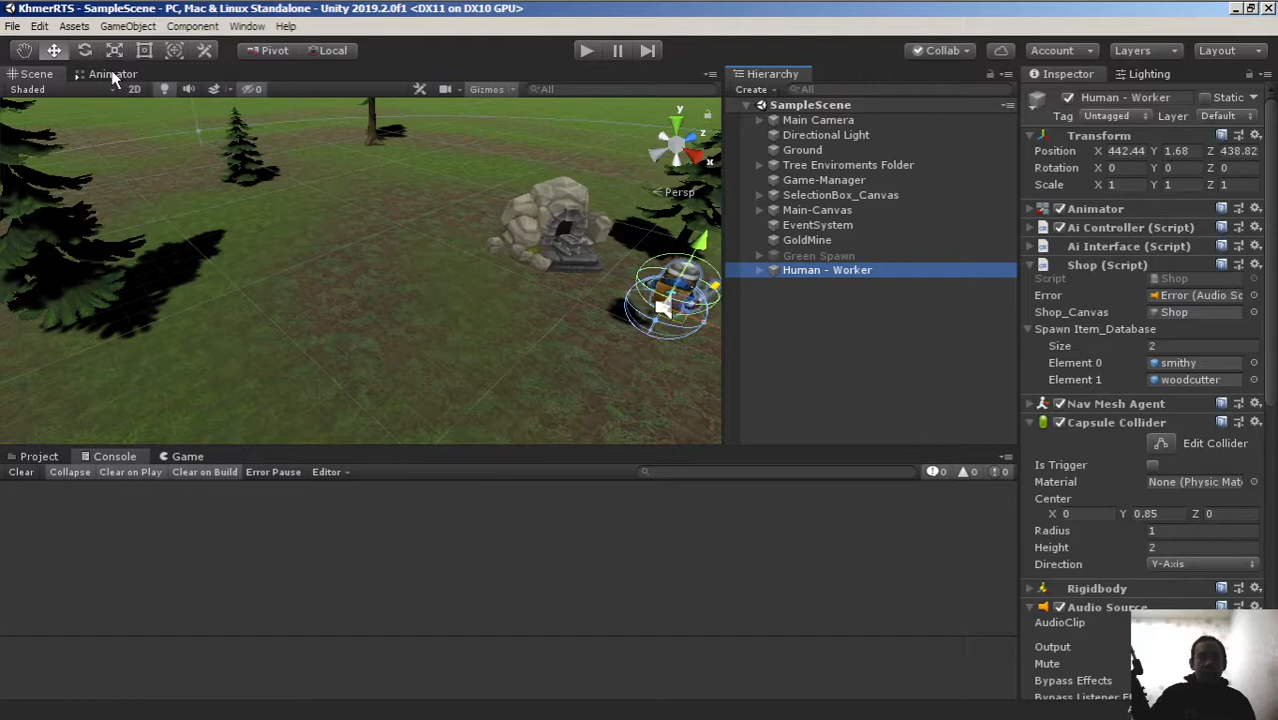 KhmerRTS - SampleScene - PC, Mac & Linux Standalone - Unity 2019.2.0f1 <DX11 on DX10 GPU>
File Edit Assets GameObject Component Window Help
Pivot Local Collab Account Layers Layout
Scene Animator
Shaded 2D 0 Gizmos All
y
z
x
Persp
Hierarchy
Create All
SampleScene
Main Camera
Directional Light
Ground
Tree Enviroments Folder
Game-Manager
SelectionBox_Canvas
Main-Canvas
EventSystem
GoldMine
Green Spawn
Human - Worker
Inspector Lighting
Human - Worker Static
Tag Untagged Layer Default
Transform
Position X 442.44 Y 1.68 Z 438.82
Rotation X 0 Y 0 Z 0
Scale X 1 Y 1 Z 1
Animator
Ai Controller (Script)
Ai Interface (Script)
Shop (Script)
Script Shop
Error Error (Audio So
Shop_Canvas Shop
Spawn Item_Database
Size 2
Element 0 smithy
Element 1 woodcutter
Nav Mesh Agent
Capsule Collider
Edit Collider
Is Trigger
Material None (Physic Mat
Center
X 0 Y 0.85 Z 0
Radius 1
Height 2
Direction Y-Axis
Rigidbody
Audio Source
AudioClip
Output
Mute
Bypass Effects
Bypass Listener E
Project Console Game
Clear Collapse Clear on Play Clear on Build Error Pause Editor 0 0 0